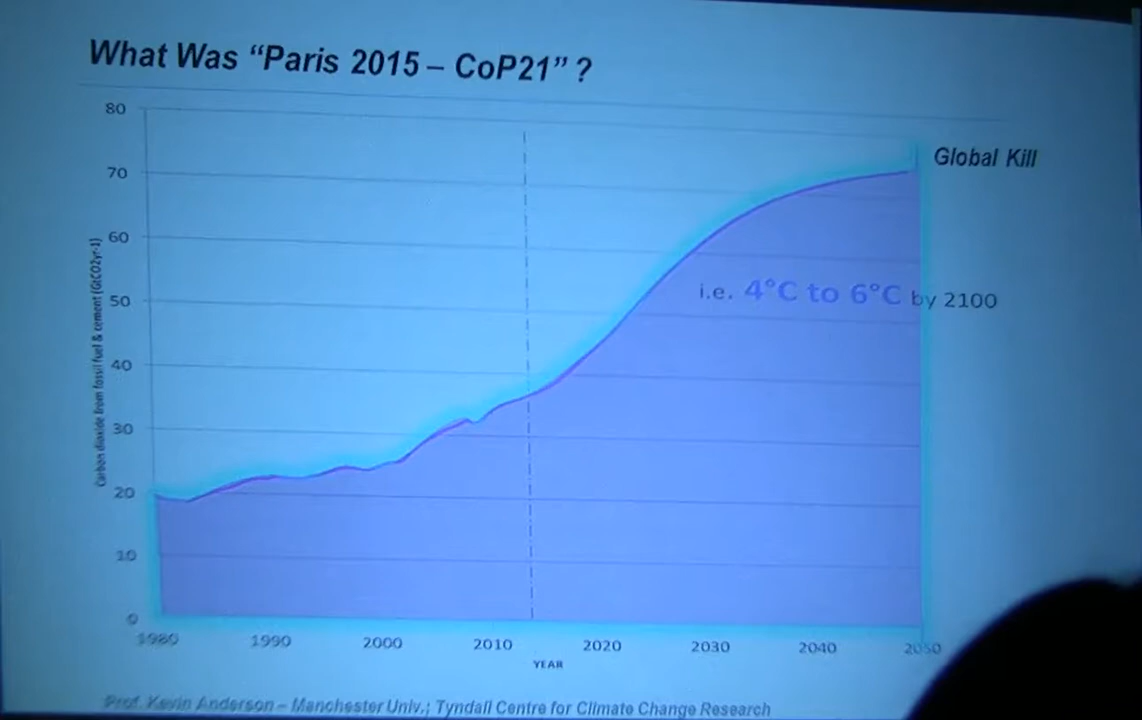 What Was “Paris 2015 – CoP21” ?
80
70
60
50
40
30
20
10
0
Carbon dioxide from fossil fuel & cement (GtCO2yr-1)
Global Kill
i.e. 4°C to 6°C by 2100
1980 1990 2000 2010 2020 2030 2040 2050
YEAR
Prof. Kevin Anderson – Manchester Univ.; Tyndall Centre for Climate Change Research